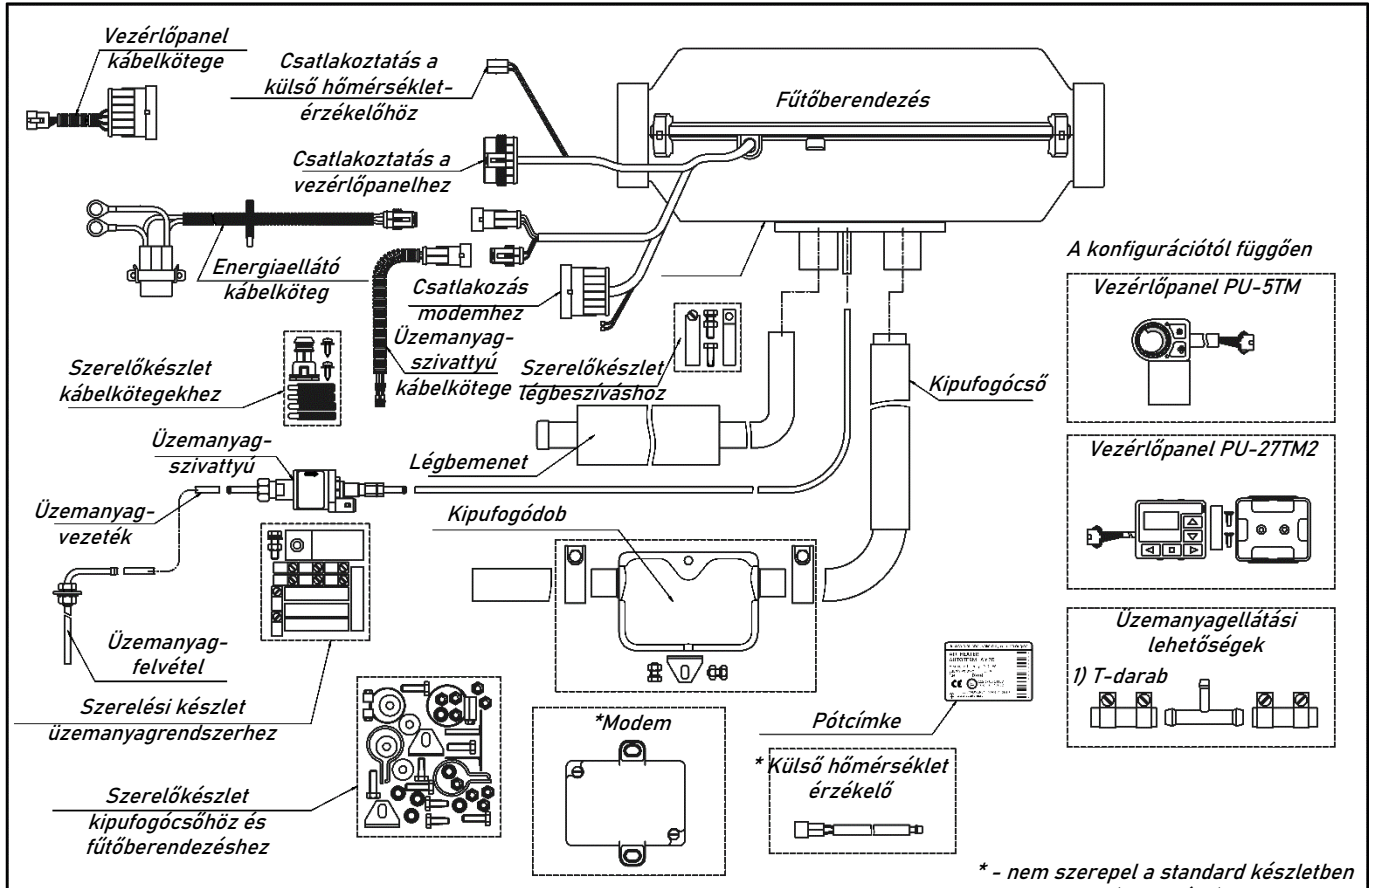 Vezérlőpanel
kábelkötege
Csatlakoztatás a
külső hőmérséklet-
érzékelőhöz
Fűtőberendezés
Csatlakoztatás a
vezérlőpanelhez
A konfigurációtól függően
Energiaellátó
kábelköteg
Csatlakozás
modemhez
Vezérlőpanel PU-5TM
Üzemanyag-
szivattyú
kábelkötege
Szerelőkészlet
kábelkötegekhez
Szerelőkészlet
légbeszíváshoz
Kipufogócső
Üzemanyag-
szivattyú
Légbemenet
Vezérlőpanel PU-27TM2
Üzemanyag-
vezeték
Kipufogódob
Üzemanyag-
felvétel
Üzemanyagellátási
lehetőségek
1) T-darab
Szerelési készlet
üzemanyagrendszerhez
*Modem
Pótcímke
* Külső hőmérséklet
érzékelő
Szerelőkészlet
kipufogócsőhöz és
fűtőberendezéshez
* - nem szerepel a standard készletben